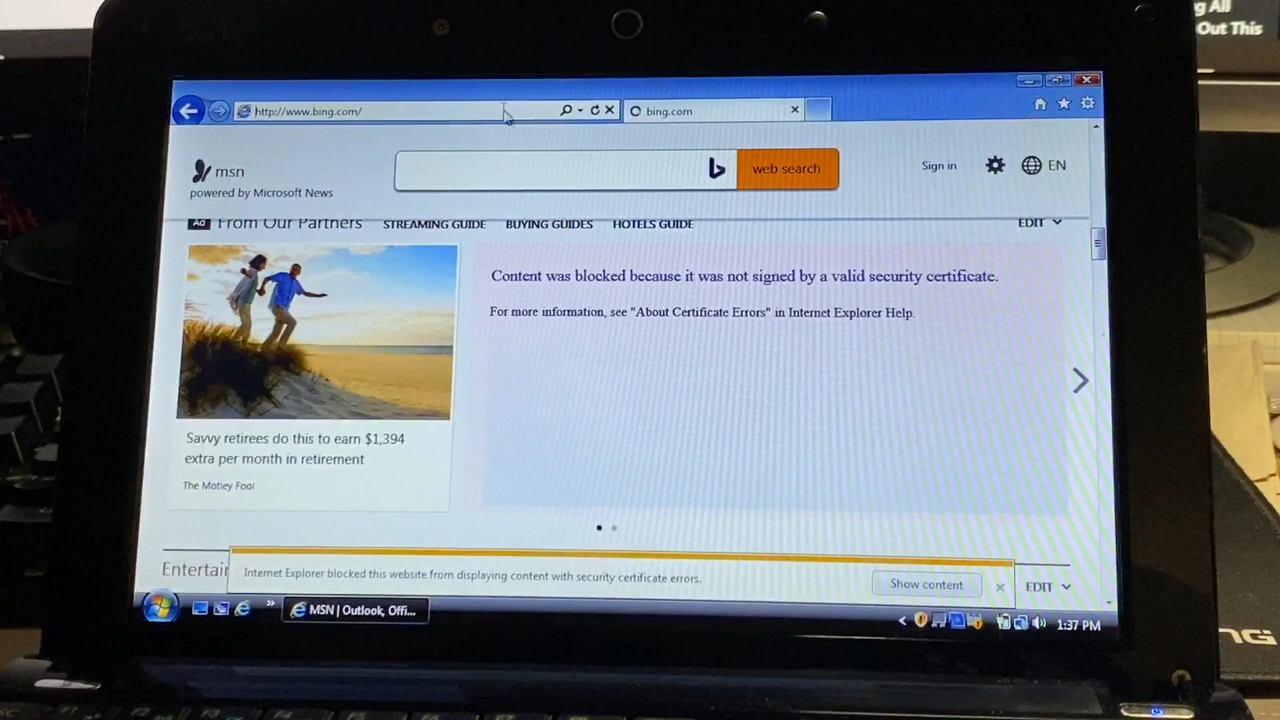 g All
Out This
http://www.bing.com/
bing.com
msn
powered by Microsoft News
web search
Sign in
EN
Ad From Our Partners STREAMING GUIDE BUYING GUIDES HOTELS GUIDE EDIT
Content was blocked because it was not signed by a valid security certificate.
For more information, see "About Certificate Errors" in Internet Explorer Help.
Savvy retirees do this to earn $1,394
extra per month in retirement
The Motley Fool
Entertain
Internet Explorer blocked this website from displaying content with security certificate errors.
Show content
EDIT
MSN | Outlook, Offi...
1:37 PM
NG